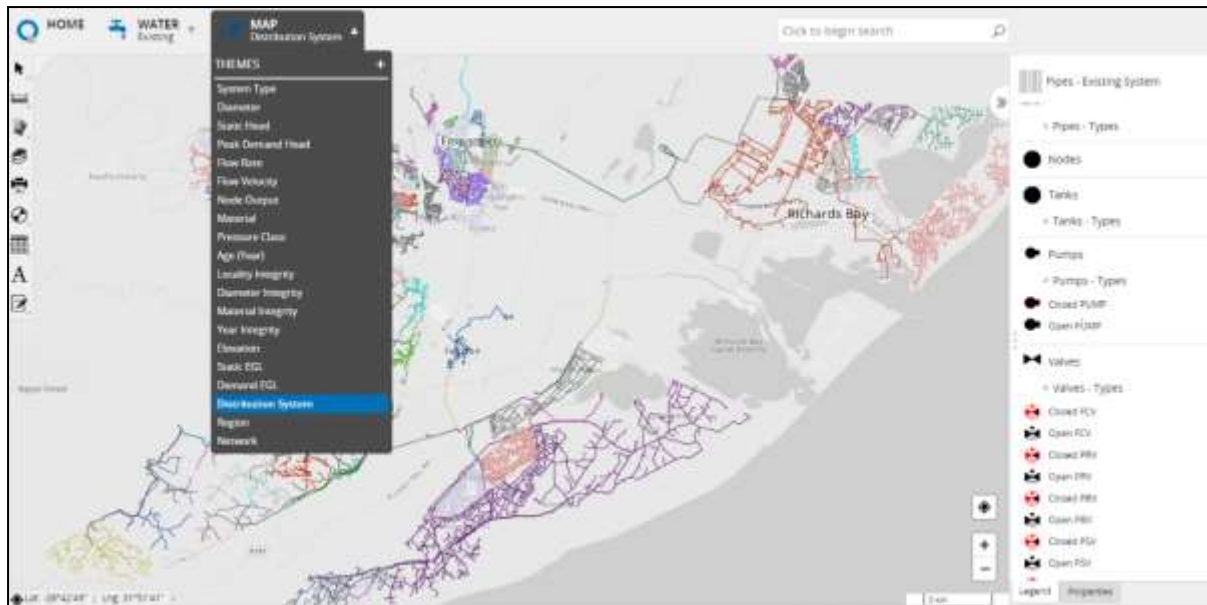 HOME
WATER
Existing
MAP
Distribution System
Click to begin search
THEMES +
System Type
Diameter
Static Head
Peak Demand Head
Flow Rate
Flow Velocity
Node Output
Material
Pressure Class
Age (Year)
Locality Integrity
Diameter Integrity
Material Integrity
Year Integrity
Elevation
Static EGL
Demand EGL
Distribution System
Region
Network
A
Richards Bay
Pipes - Existing System
Pipes - Types
Nodes
Tanks
Tanks - Types
Pumps
Pumps - Types
Closed PUMP
Open PUMP
Valves
Valves - Types
Closed FCV
Open FCV
Closed PRV
Open PRV
Closed PBV
Open PBV
Closed PSV
Open PSV
Legend Properties